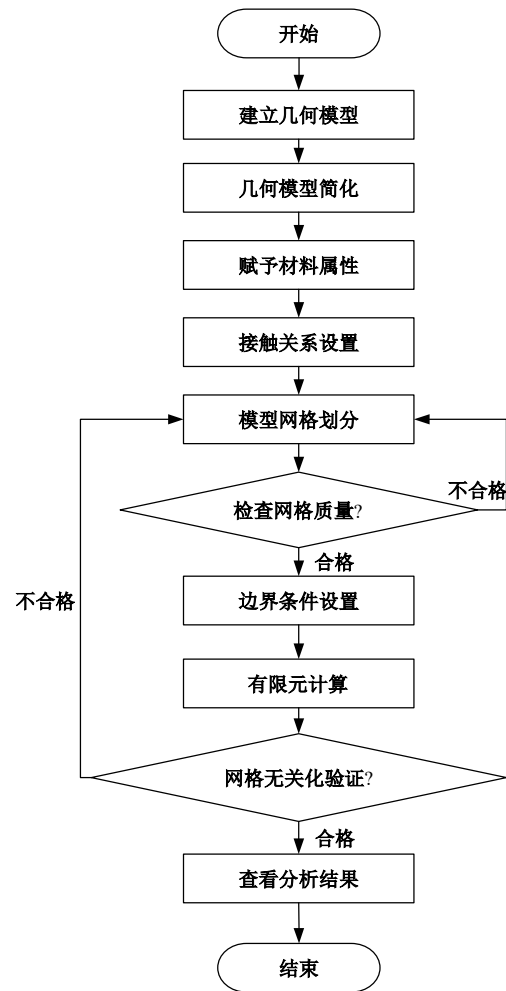 开始
建立几何模型
几何模型简化
赋予材料属性
接触关系设置
模型网格划分
不合格
检查网格质量?
合格
边界条件设置
不合格
有限元计算
网格无关化验证?
合格
查看分析结果
结束